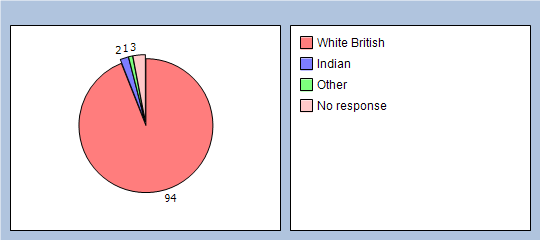 2 1 3
94
White British
Indian
Other
No response